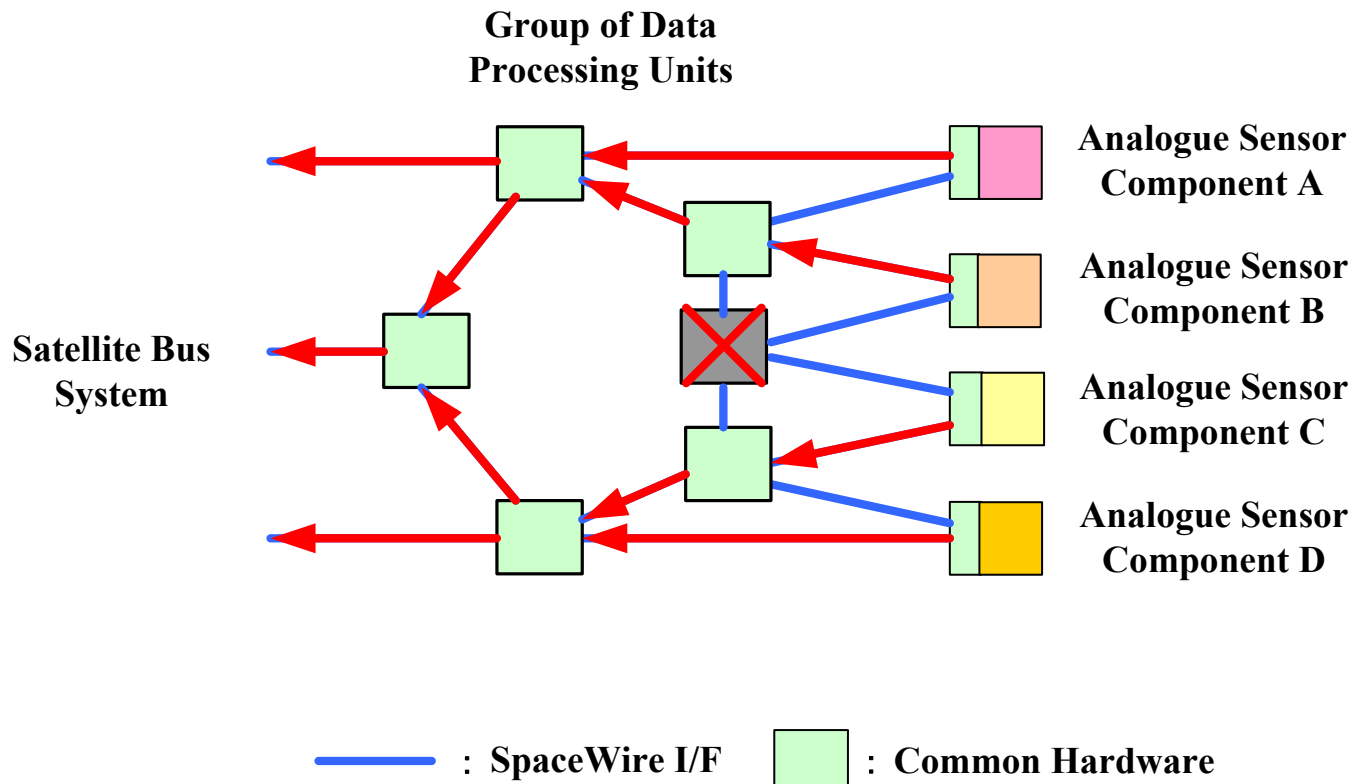 Group of Data
Processing Units
Analogue Sensor
Component A
Analogue Sensor
Component B
Satellite Bus
System
Analogue Sensor
Component C
Analogue Sensor
Component D
: SpaceWire I/F
: Common Hardware